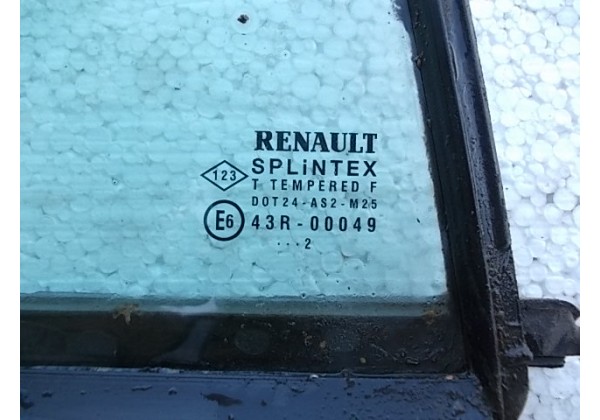 RENAULT
SPLiNTEX
123
T TEMPERED F
DOT24-AS2-M25
E6
43R-00049
...2